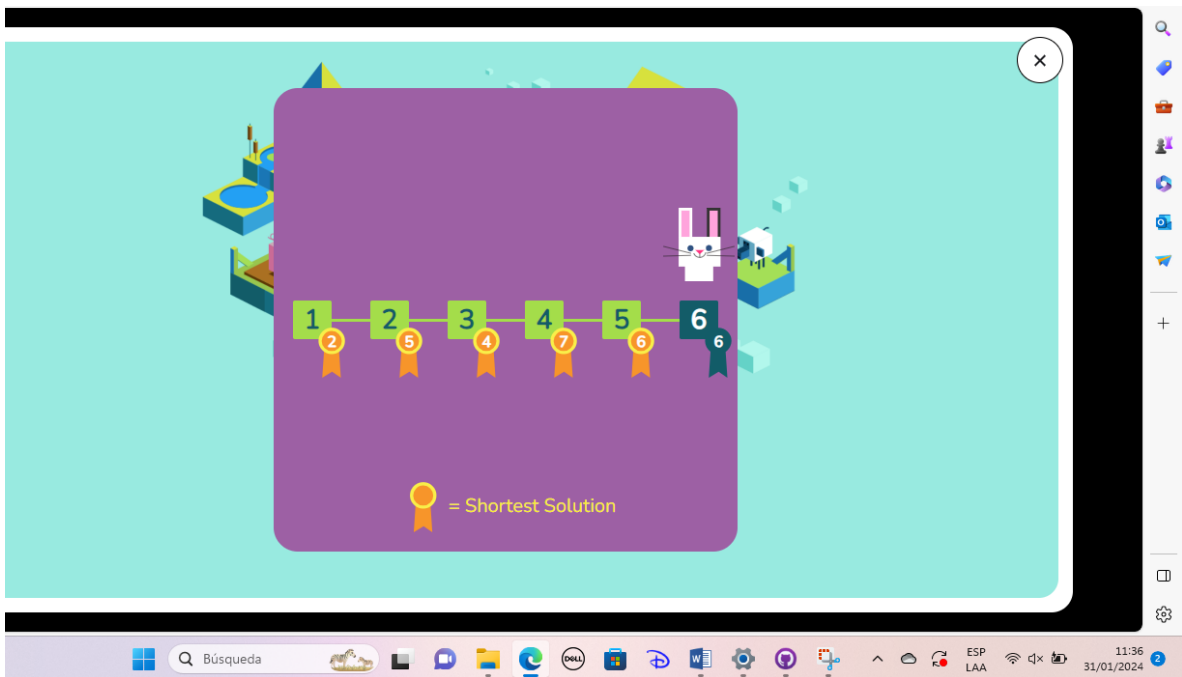 1 2 3 4 5 6
2 5 4 7 6 6
= Shortest Solution
Búsqueda
DELL
ESP
LAA
11:36
31/01/2024
2